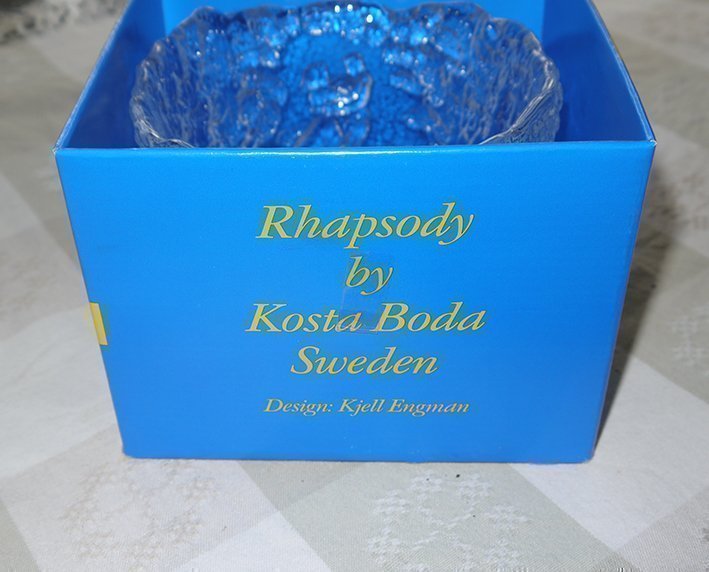 Rhapsody
by
Kosta Boda
Sweden
Design: Kjell Engman